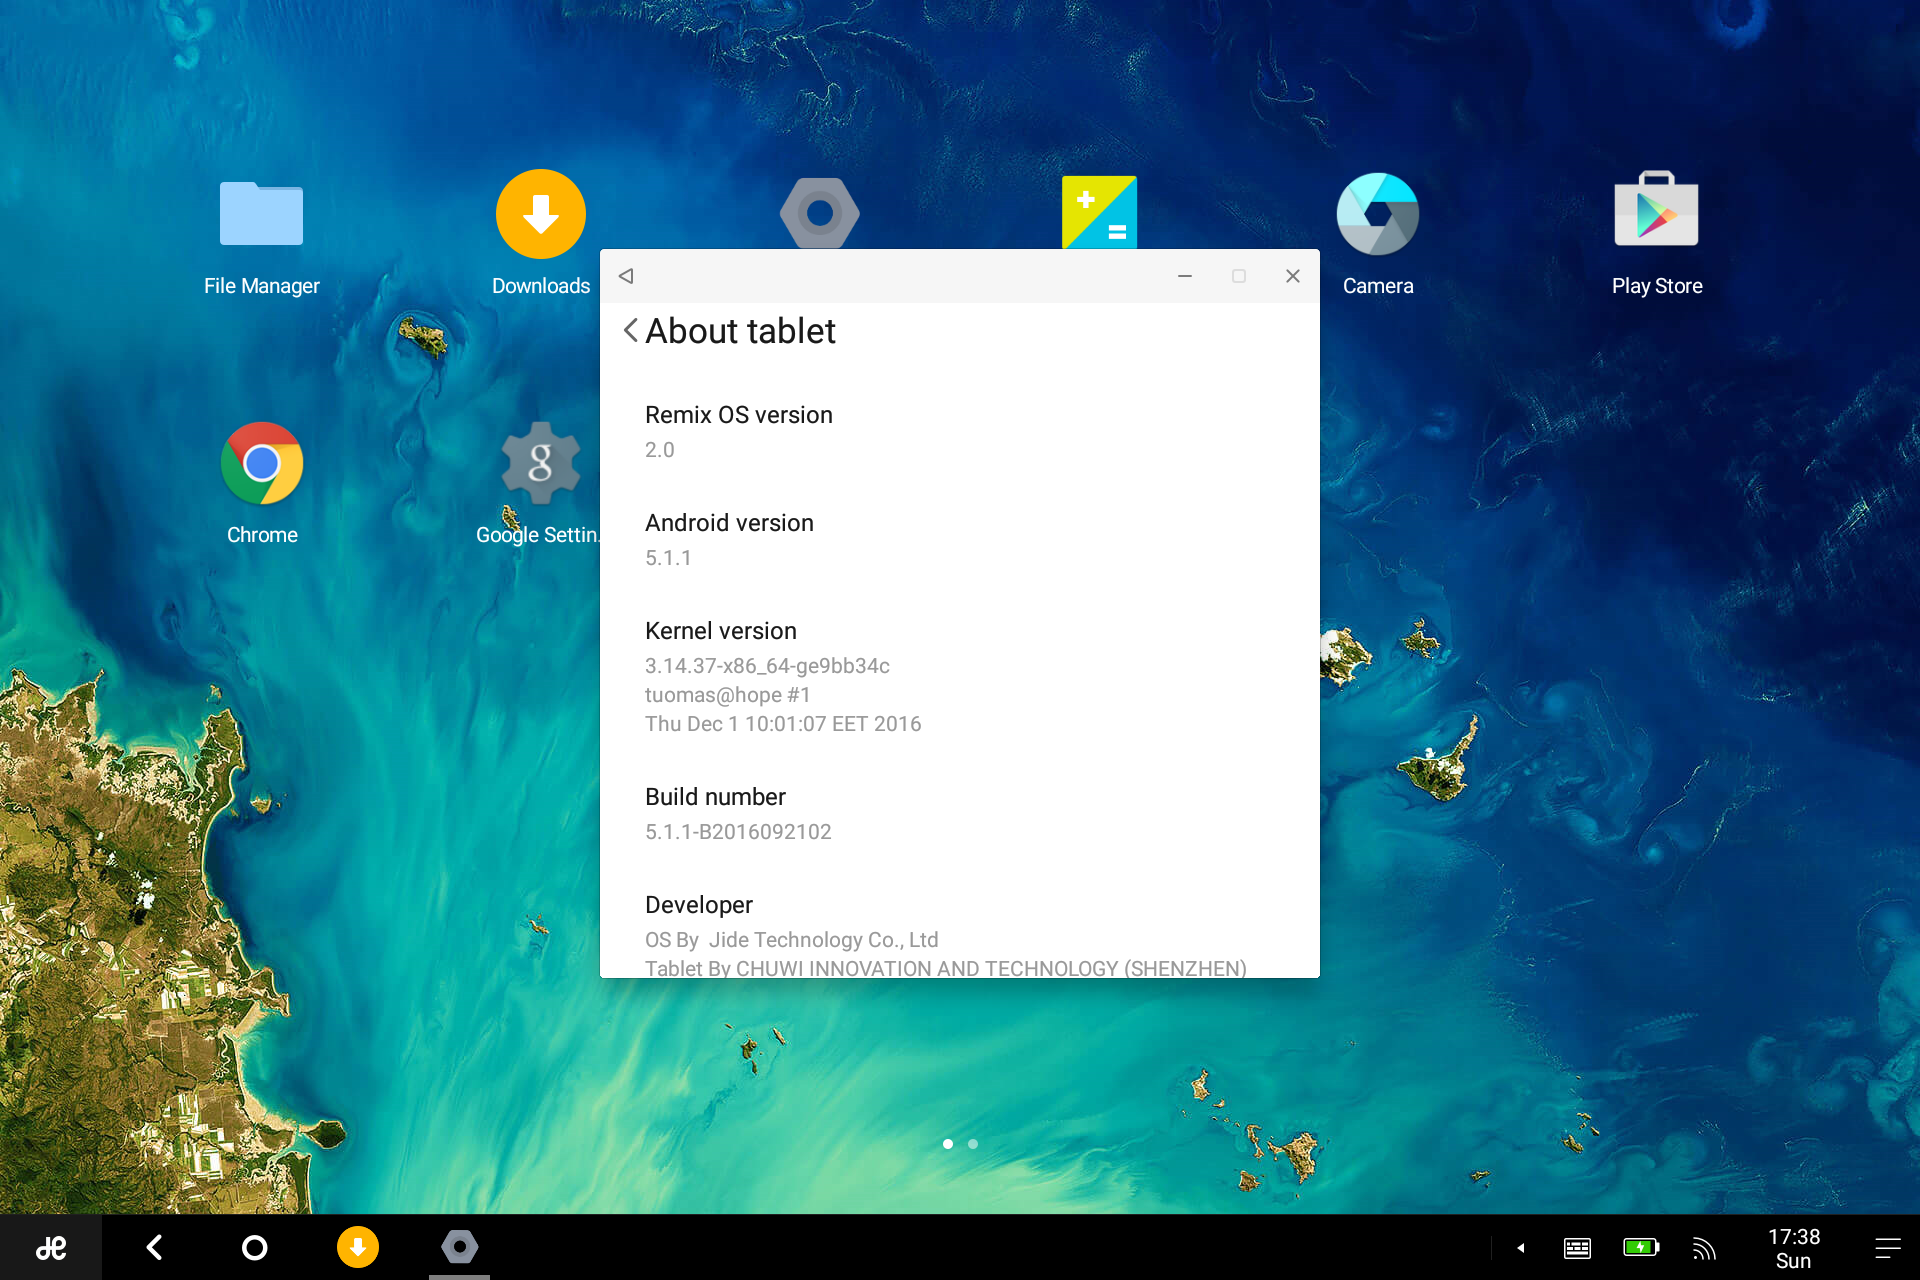 File Manager
Downloads
Camera
Play Store
Chrome
Google Settin.
About tablet
Remix OS version
2.0
Android version
5.1.1
Kernel version
3.14.37-x86_64-ge9bb34c
tuomas@hope #1
Thu Dec 1 10:01:07 EET 2016
Build number
5.1.1-B2016092102
Developer
OS By Jide Technology Co., Ltd
Tablet By CHUWI INNOVATION AND TECHNOLOGY (SHENZHEN)
17:38
Sun